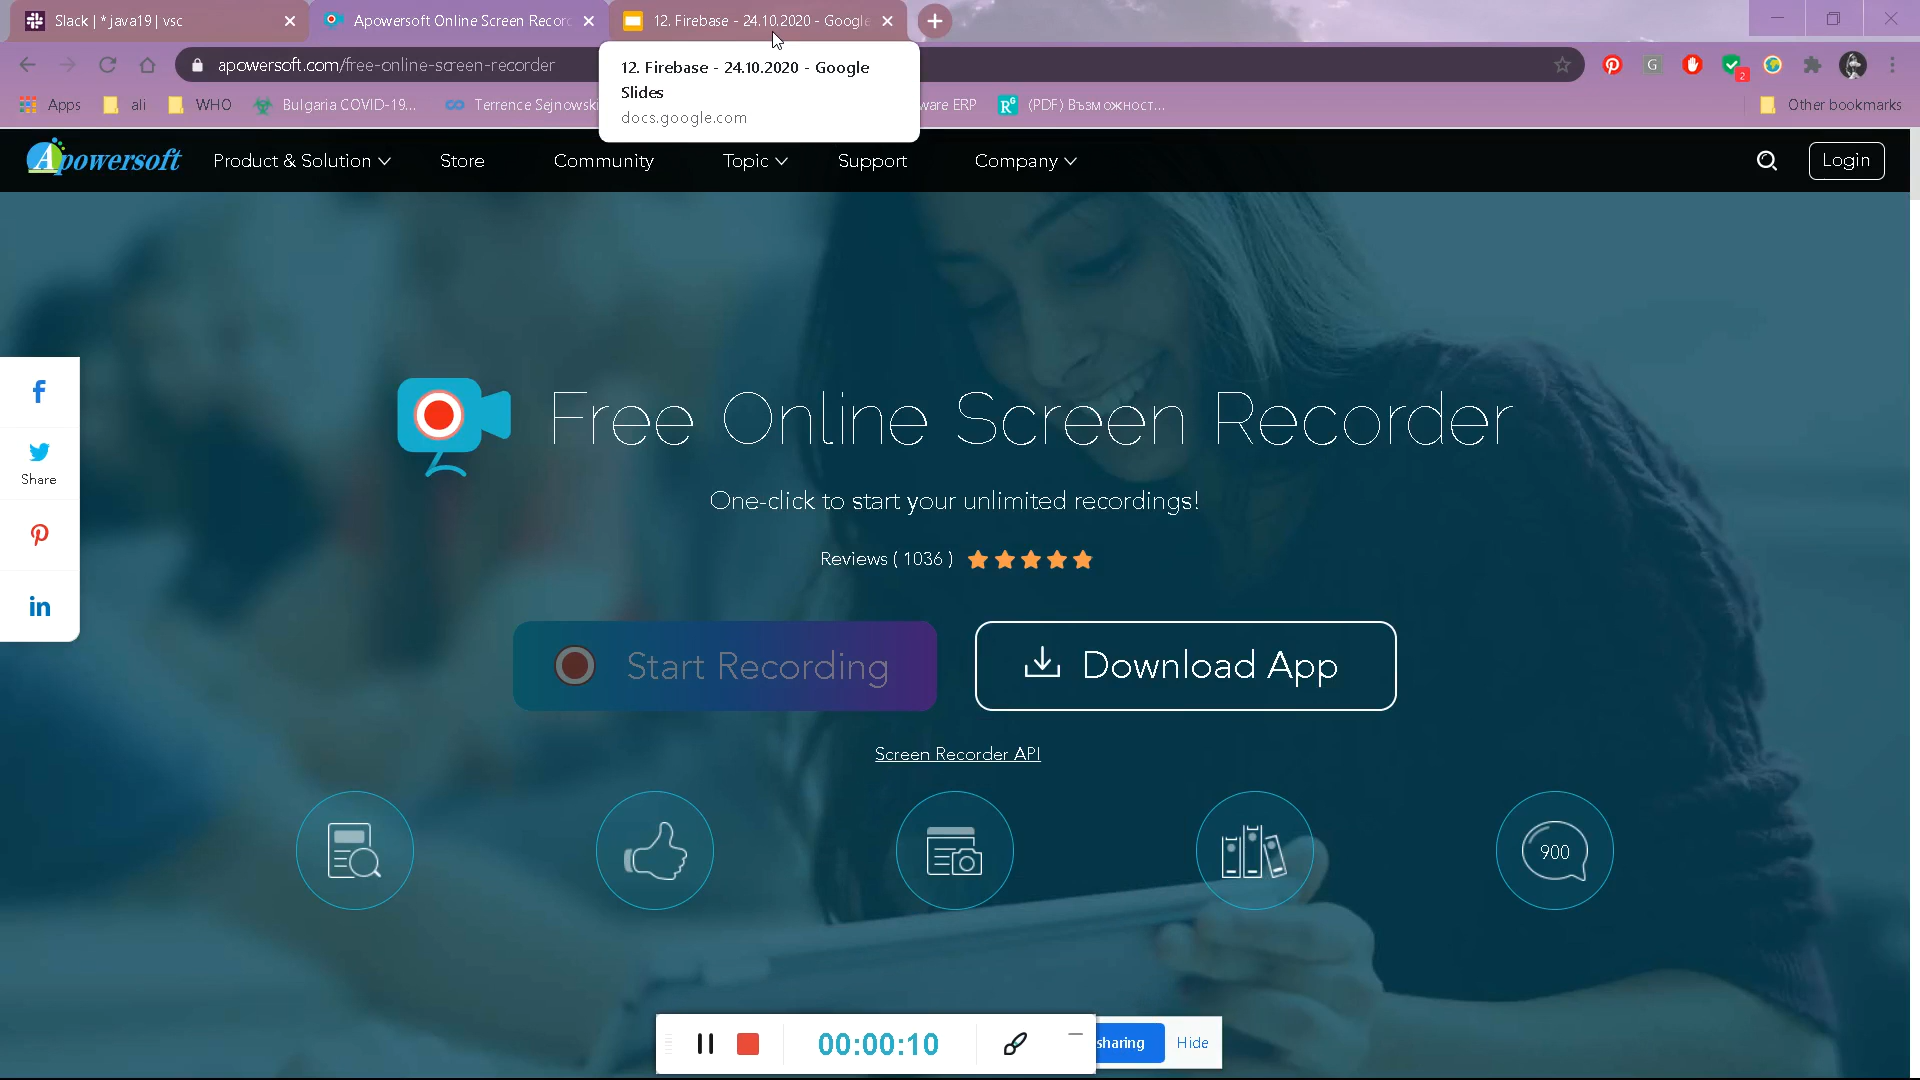 Slack | * java19 | vsc
Apowersoft Online Screen Recorc
12. Firebase - 24.10.2020 - Google
apowersoft.com/free-online-screen-recorder
12. Firebase - 24.10.2020 - Google
Slides
docs.google.com
2
Apps
ali
WHO
Bulgaria COVID-19...
Terrence Sejnowski
ware ERP
(PDF) Възможност...
Other bookmarks
Apowersoft
Product & Solution
Store
Community
Topic
Support
Company
Login
Free Online Screen Recorder
One-click to start your unlimited recordings!
Share
Reviews ( 1036 )
Start Recording
Download App
Screen Recorder API
900
00:00:10
sharing
Hide